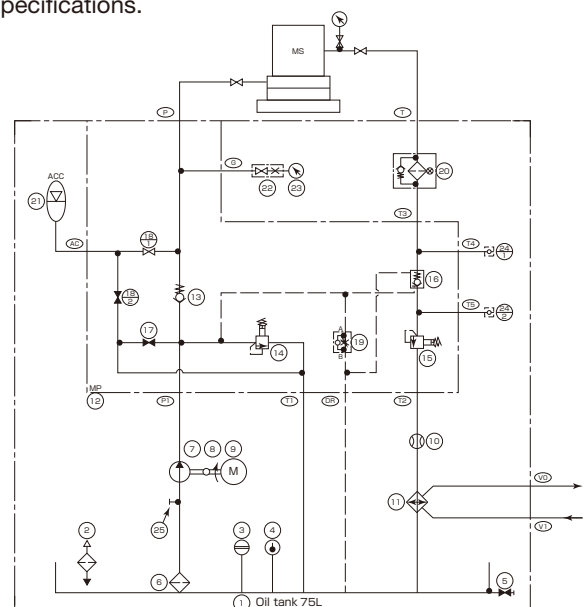 pecifications.
MS
P
T
ACC
21
G
22
23
20
AC
18
1
T3
T4
24
1
16
18
2
13
T5
24
2
17
14
A
19
B
15
MP
12
P1
T1
DR
T2
7
8
9
M
10
11
V0
V1
25
2
3
4
6
5
1 Oil tank 75L